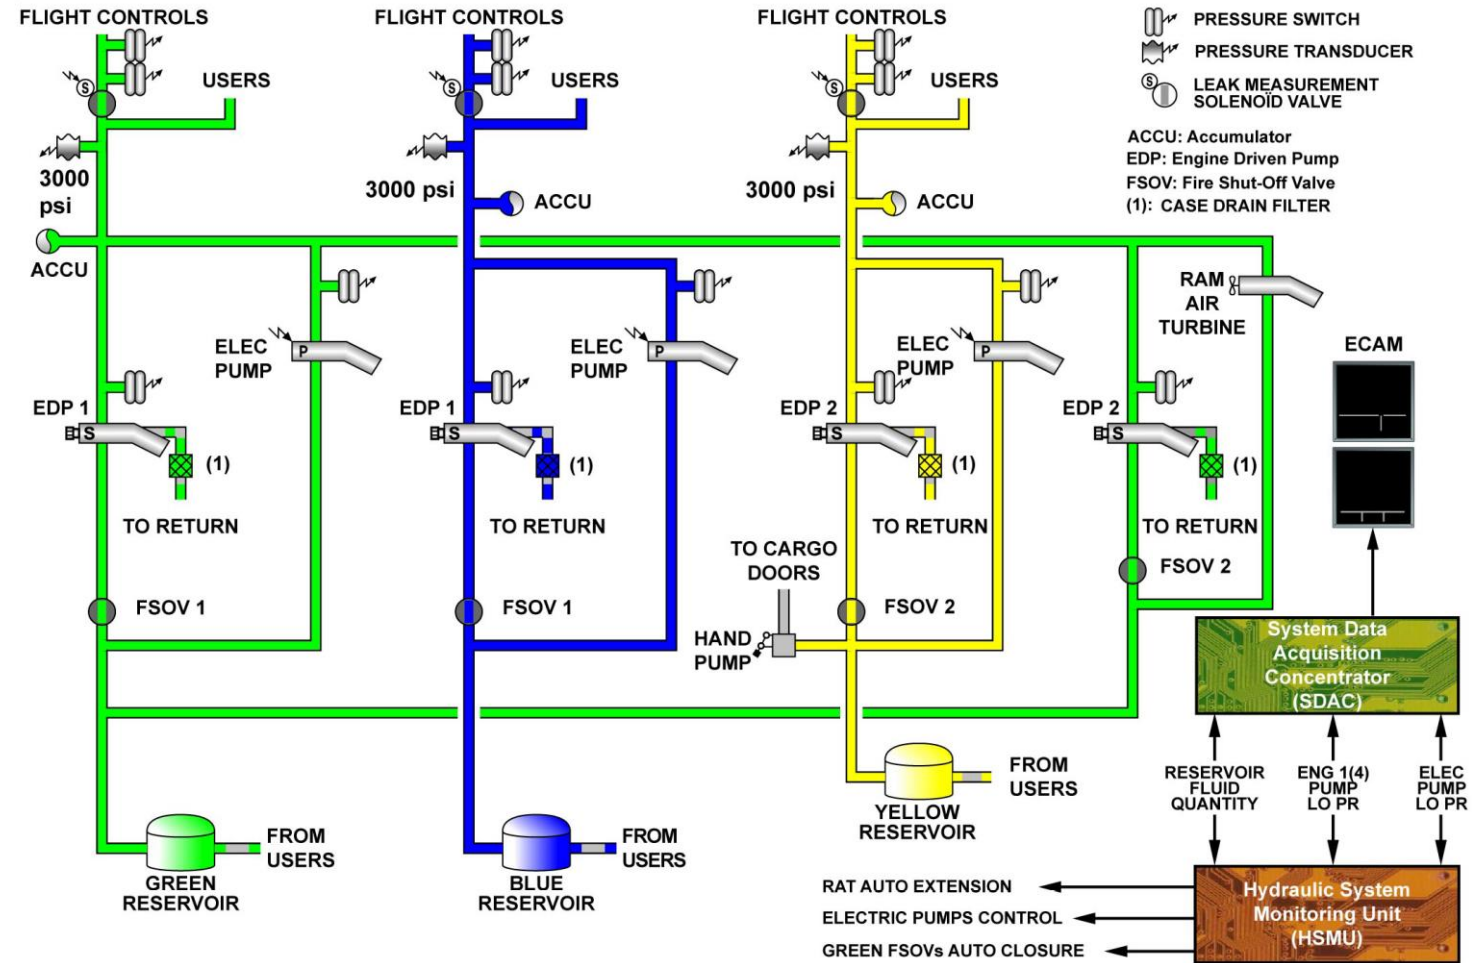 FLIGHT CONTROLS
FLIGHT CONTROLS
FLIGHT CONTROLS
PRESSURE SWITCH
PRESSURE TRANSDUCER
LEAK MEASUREMENT
SOLENOÏD VALVE
S
S
S
S
USERS
USERS
USERS
ACCU: Accumulator
EDP: Engine Driven Pump
FSOV: Fire Shut-Off Valve
(1): CASE DRAIN FILTER
3000
psi
3000 psi
3000 psi
ACCU
ACCU
ACCU
RAM
AIR
TURBINE
ELEC
PUMP
P
ELEC
PUMP
P
ELEC
PUMP
P
ECAM
EDP 1
S
(1)
TO RETURN
EDP 1
S
(1)
TO RETURN
EDP 2
S
(1)
TO RETURN
EDP 2
S
(1)
TO RETURN
TO CARGO
DOORS
FSOV 1
FSOV 1
FSOV 2
FSOV 2
HAND
PUMP
System Data
Acquisition
Concentrator
(SDAC)
FROM
USERS
YELLOW
RESERVOIR
RESERVOIR
FLUID
QUANTITY
ENG 1(4)
PUMP
LO PR
ELEC
PUMP
LO PR
FROM
USERS
GREEN
RESERVOIR
FROM
USERS
BLUE
RESERVOIR
RAT AUTO EXTENSION
ELECTRIC PUMPS CONTROL
GREEN FSOVs AUTO CLOSURE
Hydraulic System
Monitoring Unit
(HSMU)